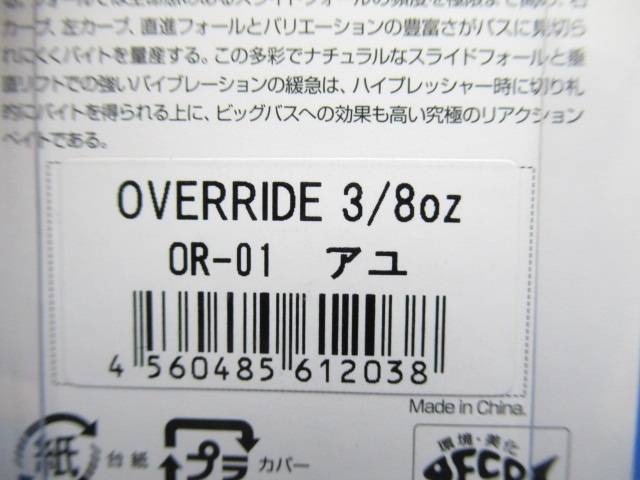 カーブ、左カーブ、直進フォールとバリエーションの豊富さがバスに見切ら
れにくくバイトを量産する。この多彩でナチュラルなスライドフォールと垂
直リフトでの強いバイブレーションの緩急は、ハイプレッシャー時に切り札
的にバイトを得られる上に、ビッグバスへの効果も高い究極のリアクション
ベイトである。
OVERRIDE 3/8oz
OR-01 アユ
4 560485 612038
Made in China.
紙 台紙
プラ カバー
環境・美化